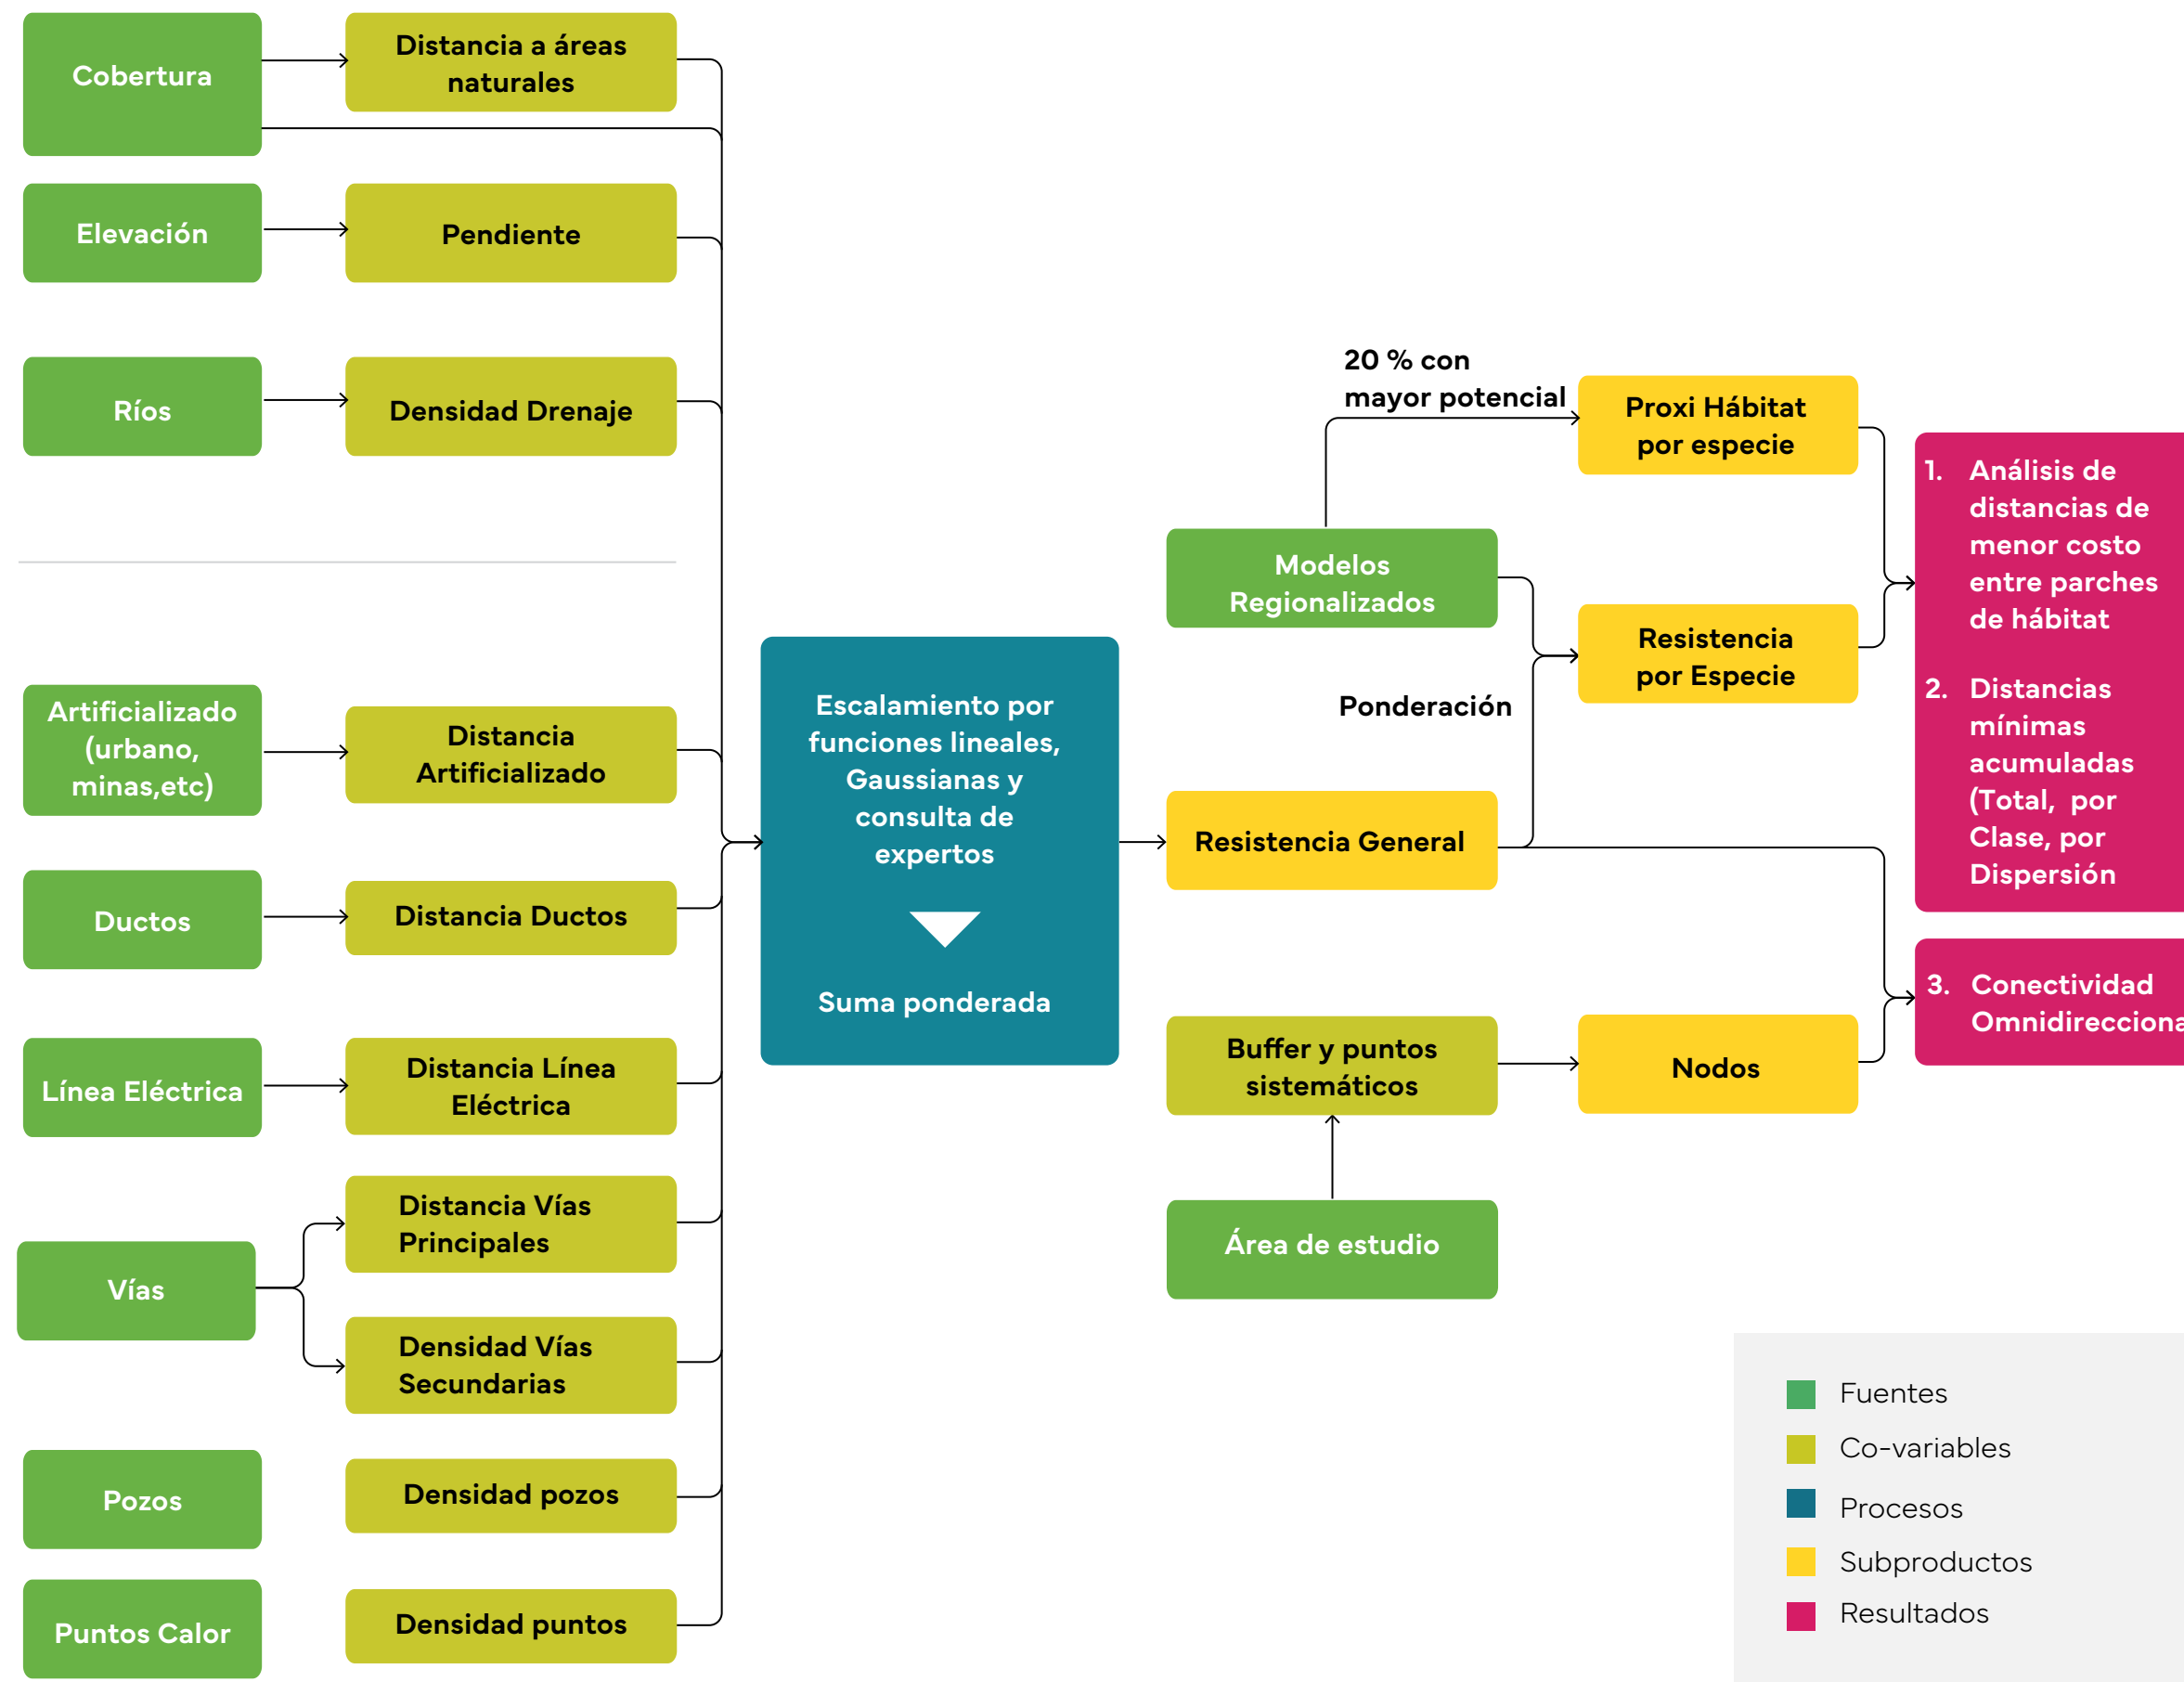 Cobertura
Distancia a áreas
naturales
Elevación
Pendiente
Ríos
Densidad Drenaje
Artificializado
(urbano,
minas,etc)
Distancia
Artificializado
Ductos
Distancia Ductos
Línea Eléctrica
Distancia Línea
Eléctrica
Vías
Distancia Vías
Principales
Densidad Vías
Secundarias
Pozos
Densidad pozos
Puntos Calor
Densidad puntos
Escalamiento por
funciones lineales,
Gaussianas y
consulta de
expertos
Suma ponderada
20 % con
mayor potencial
Proxi Hábitat
por especie
Modelos
Regionalizados
Resistencia
por Especie
Ponderación
Resistencia General
Buffer y puntos
sistemáticos
Nodos
Área de estudio
1. Análisis de
distancias de
menor costo
entre parches
de hábitat
2. Distancias
mínimas
acumuladas
(Total, por
Clase, por
Dispersión
3. Conectividad
Omnidirecciona
Fuentes
Co-variables
Procesos
Subproductos
Resultados